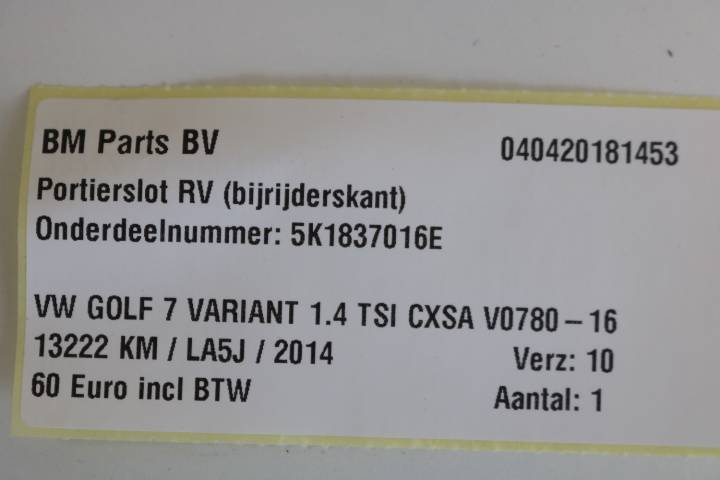 BM Parts BV 040420181453
Portierslot RV (bijrijderskant)
Onderdeelnummer: 5K1837016E
VW GOLF 7 VARIANT 1.4 TSI CXSA V0780-16
13222 KM / LA5J / 2014 Verz: 10
60 Euro incl BTW Aantal: 1